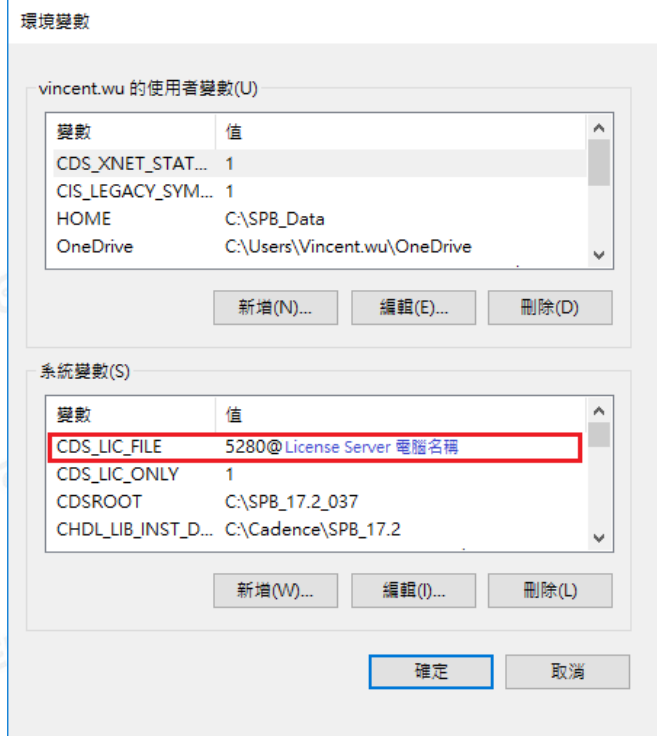 環境變數
vincent.wu 的使用者變數(U)
變數 值
CDS_XNET_STAT... 1
CIS_LEGACY_SYM... 1
HOME C:\SPB_Data
OneDrive C:\Users\Vincent.wu\OneDrive
新增(N)... 編輯(E)... 刪除(D)
系統變數(S)
變數 值
CDS_LIC_FILE 5280@License Server 電腦名稱
CDS_LIC_ONLY 1
CDSROOT C:\SPB_17.2_037
CHDL_LIB_INST_D... C:\Cadence\SPB_17.2
新增(W)... 編輯(I)... 刪除(L)
確定 取消